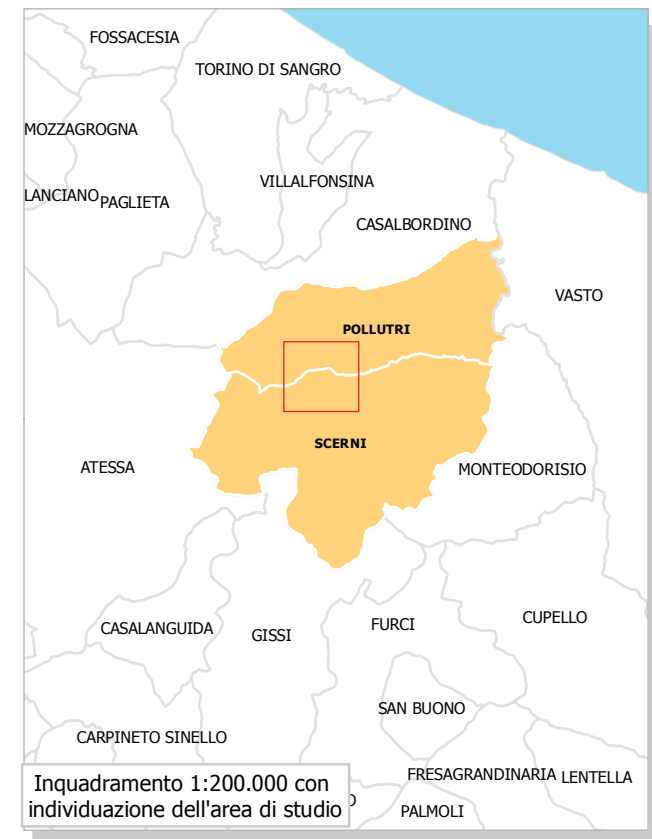 FOSSACESIA
TORINO DI SANGRO
MOZZAGROGNA
VILLALFONSINA
LANCIANO
PAGLIETA
CASALBORDINO
VASTO
POLLUTRI
SCERNI
ATESSA
MONTEODORISIO
CASALANGUIDA
GISSI
FURCI
CUPELLO
SAN BUONO
CARPINETO SINELLO
FRESAGRANDINARIA
LENTELLA
PALMOLI
Inquadramento 1:200.000 con
individuazione dell'area di studio